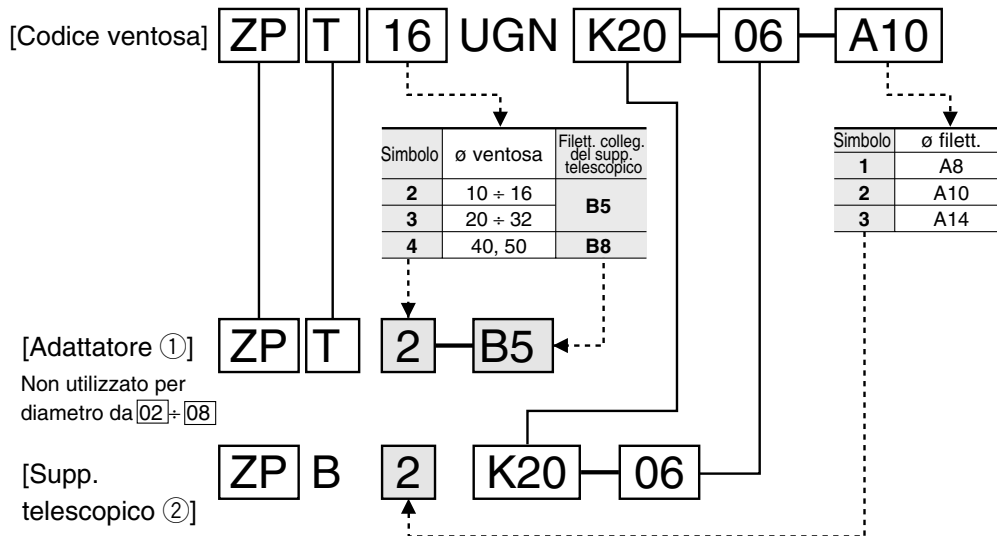 [Codice ventosa] ZP T 16 UGN K20 06 A10
Simbolo ø ventosa Filett. colleg. del supp. telescopico
2 10 ÷ 16 B5
3 20 ÷ 32
4 40, 50 B8
Simbolo ø filett.
1 A8
2 A10
3 A14
[Adattatore ①] ZP T 2 B5
Non utilizzato per
diametro da 02 ÷ 08
[Supp. ZP B 2 K20 06
telescopico ②]